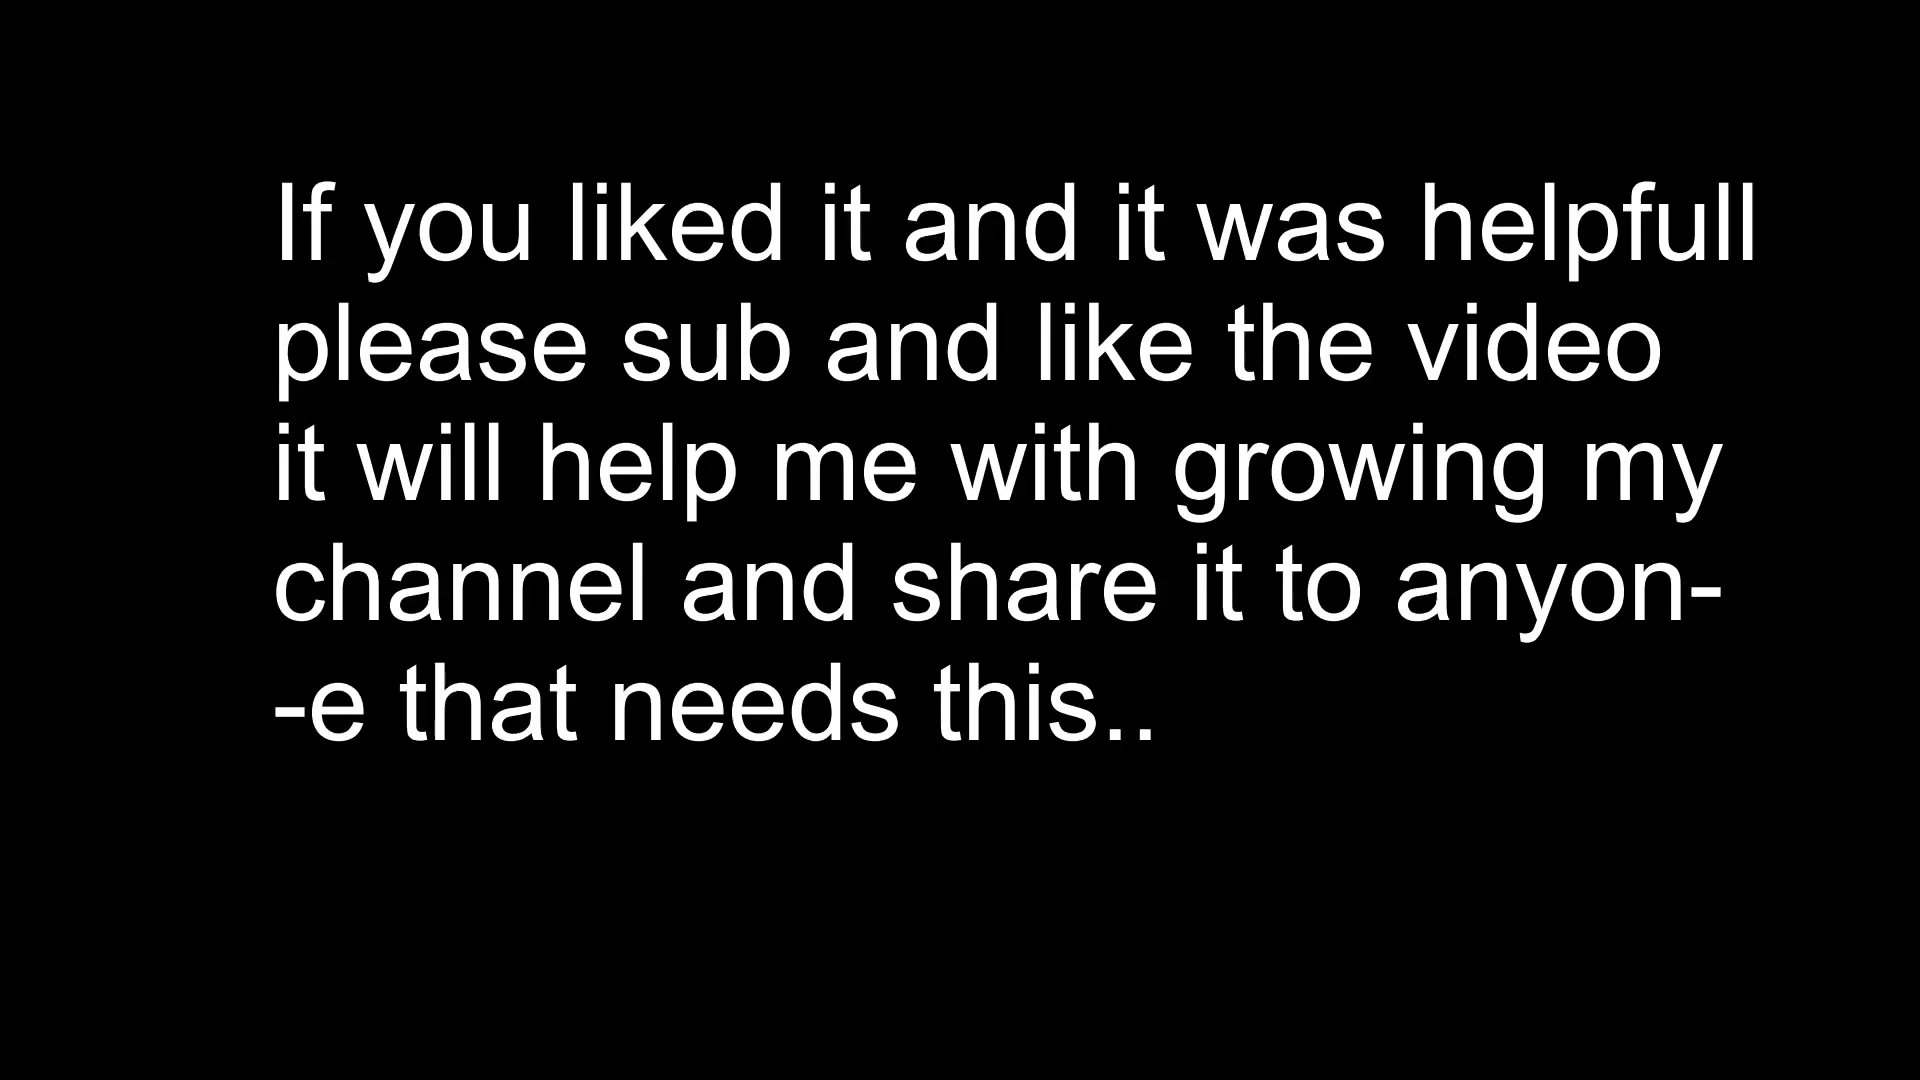 If you liked it and it was helpfull
please sub and like the video
it will help me with growing my
channel and share it to anyon-
-e that needs this..